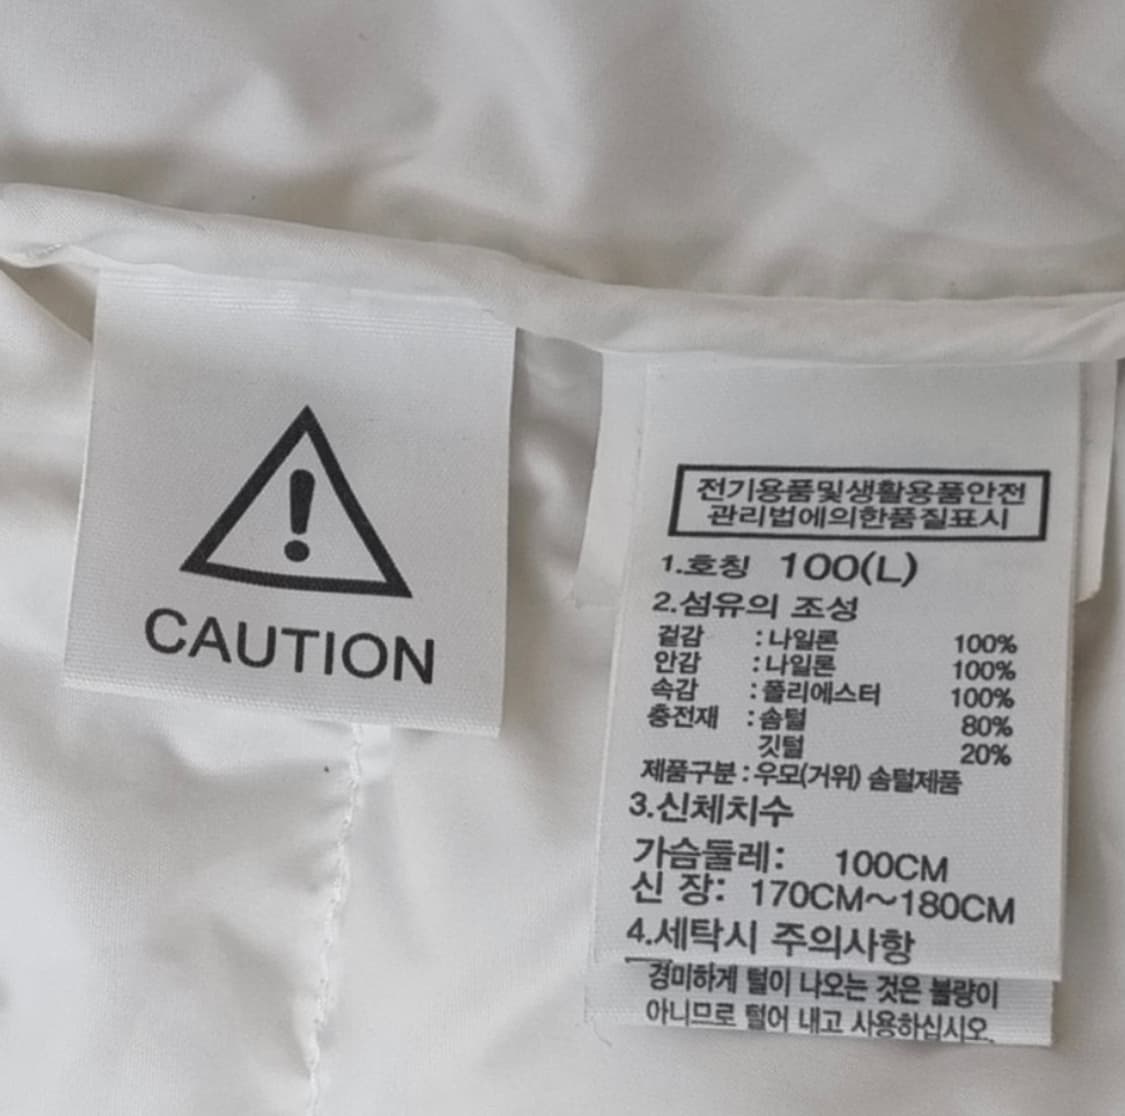 CAUTION
전기용품및생활용품안전
관리법에의한품질표시
1.호칭 100(L)
2.섬유의 조성
겉감 : 나일론 100%
안감 : 나일론 100%
속감 : 폴리에스터 100%
충전재 : 솜털 80%
깃털 20%
제품구분 : 우모(거위) 솜털제품
3.신체치수
가슴둘레: 100CM
신 장: 170CM~180CM
4.세탁시 주의사항
경미하게 털이 나오는 것은 불량이
아니므로 털어 내고 사용하십시오.